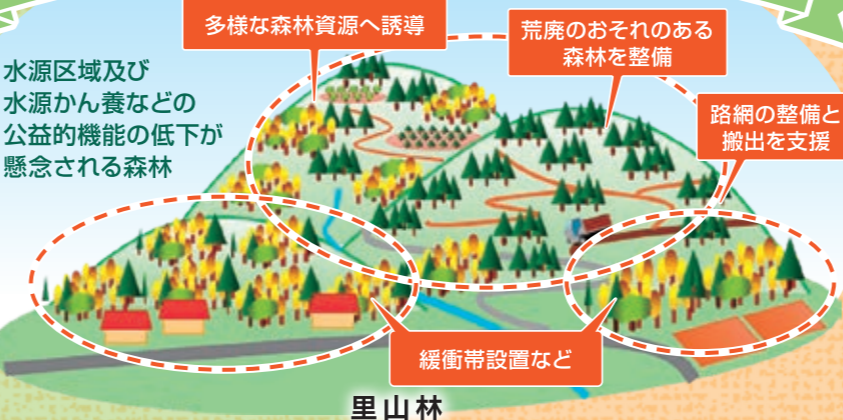 多様な森林資源へ誘導
荒廃のおそれのある
森林を整備
水源区域及び
水源かん養などの
公益的機能の低下が
懸念される森林
路網の整備と
搬出を支援
緩衝帯設置など
里山林